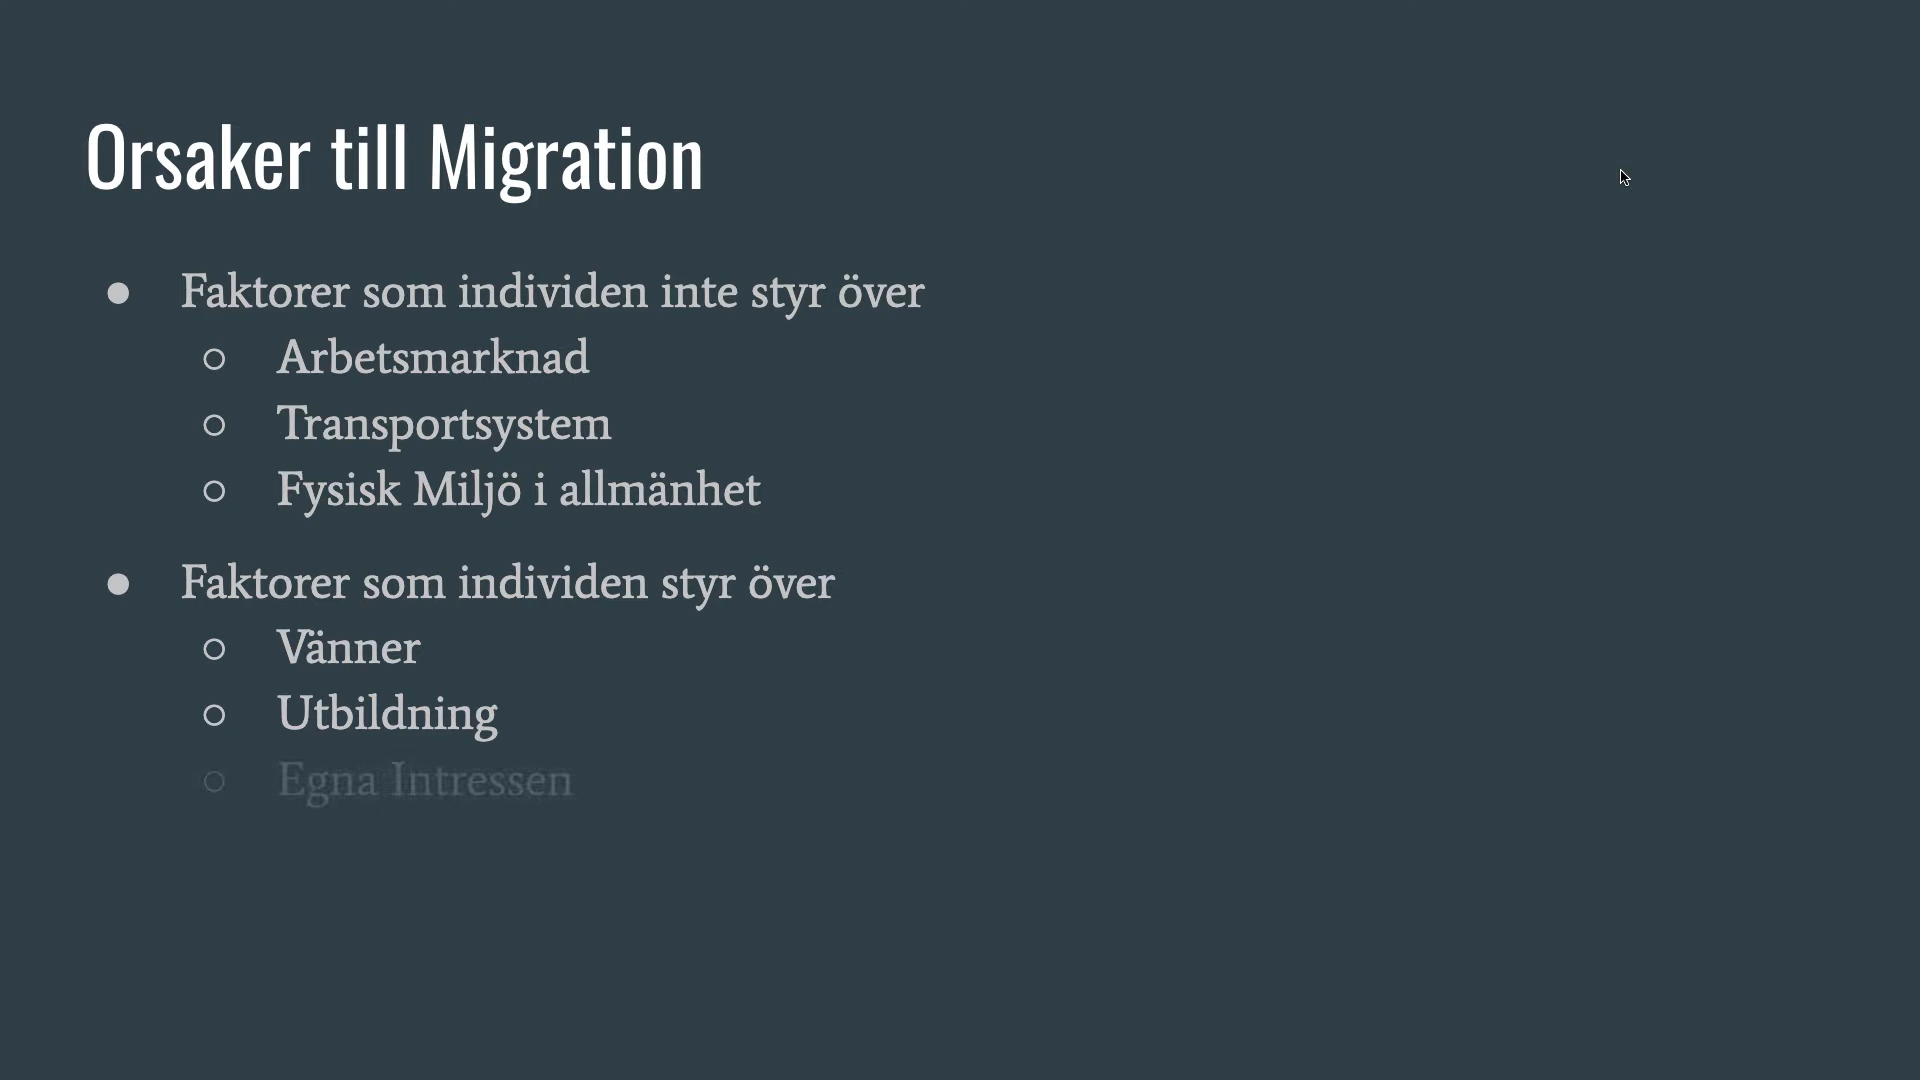 Orsaker till Migration
● Faktorer som individen inte styr över
○ Arbetsmarknad
○ Transportsystem
○ Fysisk Miljö i allmänhet
● Faktorer som individen styr över
○ Vänner
○ Utbildning
○ Egna Intressen